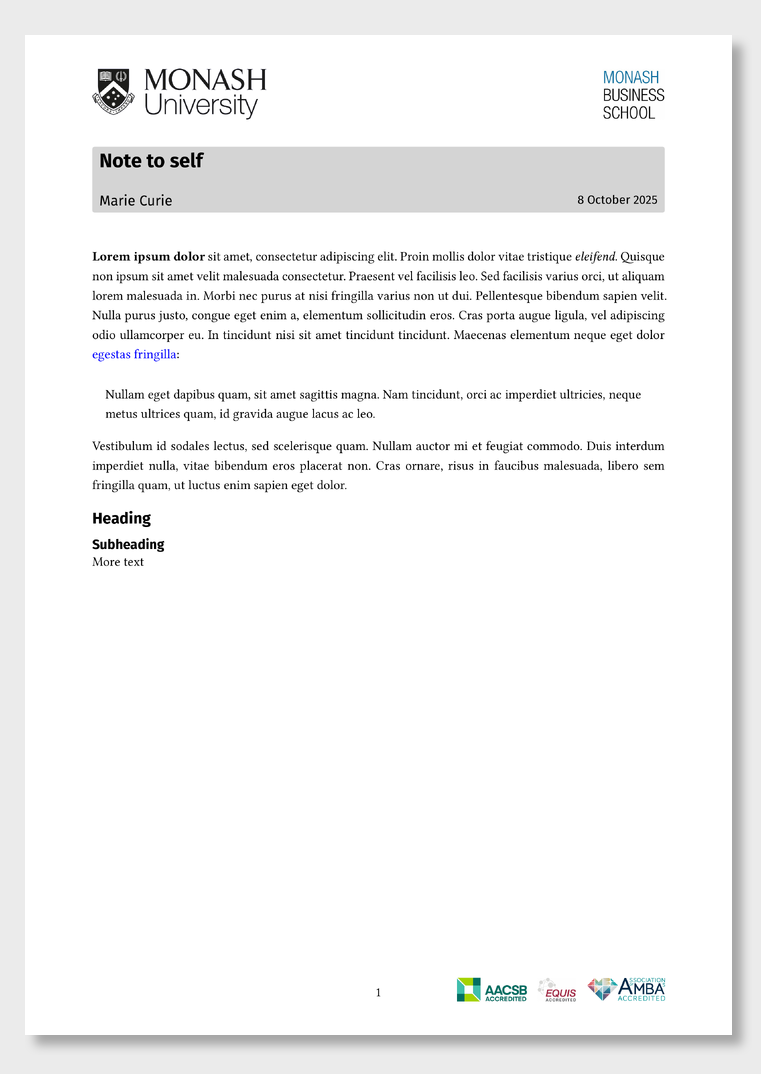 MONASH
University
MONASH
BUSINESS
SCHOOL
Note to self
Marie Curie
8 October 2025
Lorem ipsum dolor sit amet, consectetur adipiscing elit. Proin mollis dolor vitae tristique eleifend. Quisque
non ipsum sit amet velit malesuada consectetur. Praesent vel facilisis leo. Sed facilisis varius orci, ut aliquam
lorem malesuada in. Morbi nec purus at nisi fringilla varius non ut dui. Pellentesque bibendum sapien velit.
Nulla purus justo, congue eget enim a, elementum sollicitudin eros. Cras porta augue ligula, vel adipiscing
odio ullamcorper eu. In tincidunt nisi sit amet tincidunt tincidunt. Maecenas elementum neque eget dolor
egestas fringilla:
Nullam eget dapibus quam, sit amet sagittis magna. Nam tincidunt, orci ac imperdiet ultricies, neque
metus ultrices quam, id gravida augue lacus ac leo.
Vestibulum id sodales lectus, sed scelerisque quam. Nullam auctor mi et feugiat commodo. Duis interdum
imperdiet nulla, vitae bibendum eros placerat non. Cras ornare, risus in faucibus malesuada, libero sem
fringilla quam, ut luctus enim sapien eget dolor.
Heading
Subheading
More text
1
AACSB
ACCREDITED
EQUIS
ACCREDITED
ASSOCIATION
AMBA
ACCREDITED